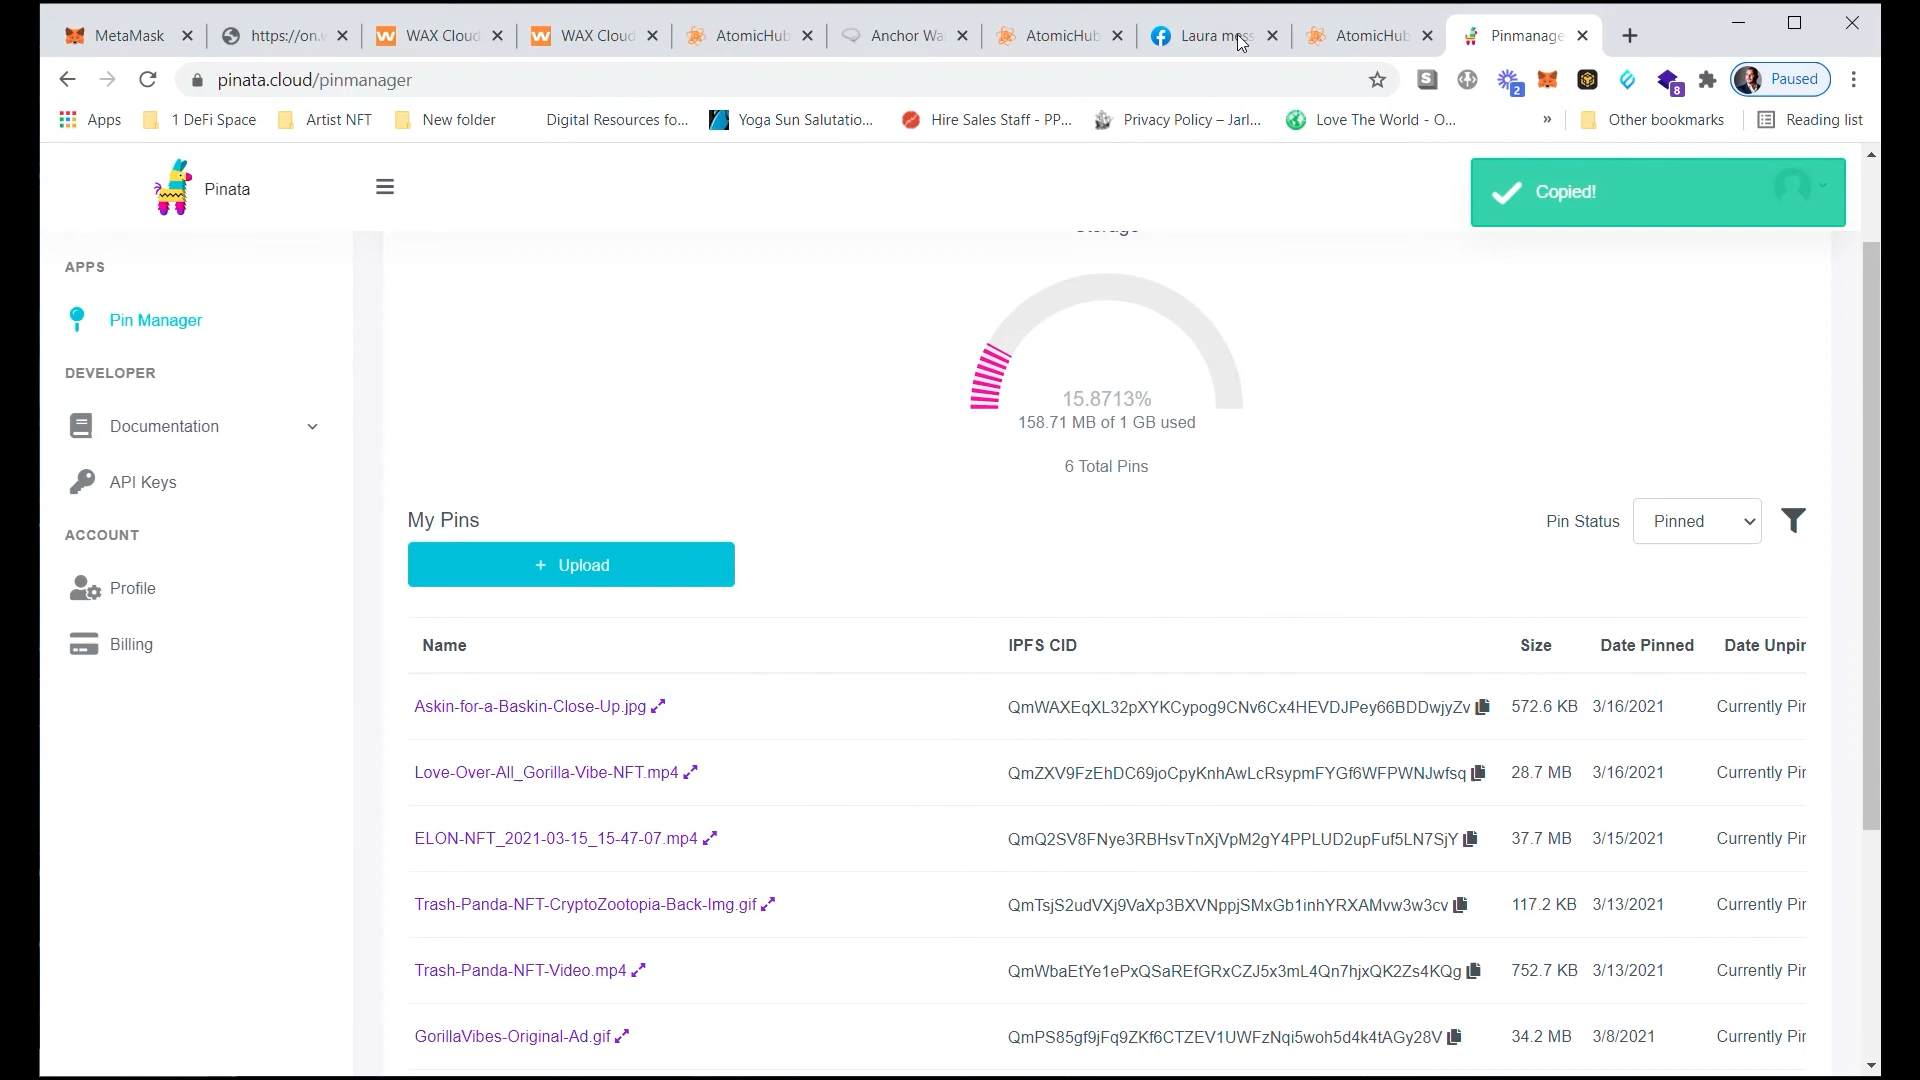 MetaMask https://on. WAX Cloud WAX Cloud AtomicHub Anchor Wa AtomicHub Laura mess AtomicHub Pinmanage
pinata.cloud/pinmanager 2 8 Paused
Apps 1 DeFi Space Artist NFT New folder Digital Resources fo... Yoga Sun Salutatio... Hire Sales Staff - PP... Privacy Policy – Jarl... Love The World - O... » Other bookmarks Reading list
Pinata
Copied!
Storage
APPS
Pin Manager
DEVELOPER
Documentation
API Keys
ACCOUNT
Profile
Billing
15.8713%
158.71 MB of 1 GB used
6 Total Pins
My Pins
Pin Status Pinned
+ Upload
Name IPFS CID Size Date Pinned Date Unpir
Askin-for-a-Baskin-Close-Up.jpg QmWAXEqXL32pXYKCypog9CNv6Cx4HEVDJPey66BDDwjyZv 572.6 KB 3/16/2021 Currently Pir
Love-Over-All_Gorilla-Vibe-NFT.mp4 QmZXV9FzEhDC69joCpyKnhAwLcRsypmFYGf6WFPWNJwfsq 28.7 MB 3/16/2021 Currently Pir
ELON-NFT_2021-03-15_15-47-07.mp4 QmQ2SV8FNye3RBHsvTnXjVpM2gY4PPLUD2upFuf5LN7SjY 37.7 MB 3/15/2021 Currently Pir
Trash-Panda-NFT-CryptoZootopia-Back-Img.gif QmTsjS2udVXj9VaXp3BXVNppjSMxGb1inhYRXAMvw3w3cv 117.2 KB 3/13/2021 Currently Pir
Trash-Panda-NFT-Video.mp4 QmWbaEtYe1ePxQSaREfGRxCZJ5x3mL4Qn7hjxQK2Zs4KQg 752.7 KB 3/13/2021 Currently Pir
GorillaVibes-Original-Ad.gif QmPS85gf9jFq9ZKf6CTZEV1UWFzNqi5woh5d4k4tAGy28V 34.2 MB 3/8/2021 Currently Pir